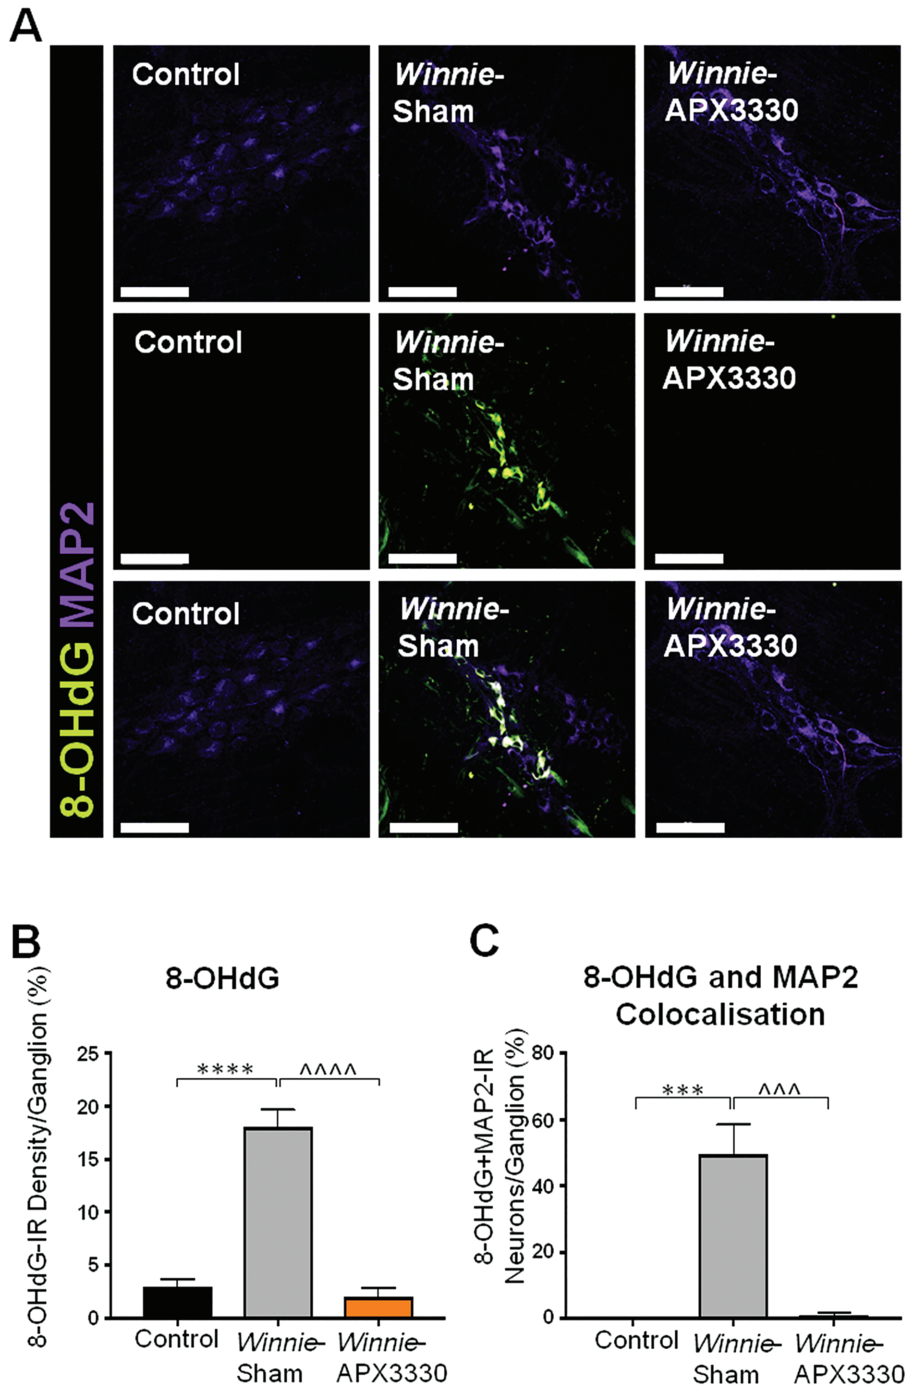 A
8-OHdG MAP2
Control
Winnie-
Sham
Winnie-
APX3330
Control
Winnie-
Sham
Winnie-
APX3330
Control
Winnie-
Sham
Winnie-
APX3330
B
8-OHdG
8-OHdG-IR Density/Ganglion (%)
25
20
15
10
5
0
****
^^^^
Control
Winnie-
Sham
Winnie-
APX3330
C
8-OHdG and MAP2
Colocalisation
8-OHdG+MAP2-IR
Neurons/Ganglion (%)
80
60
40
20
0
***
^^^
Control
Winnie-
Sham
Winnie-
APX3330